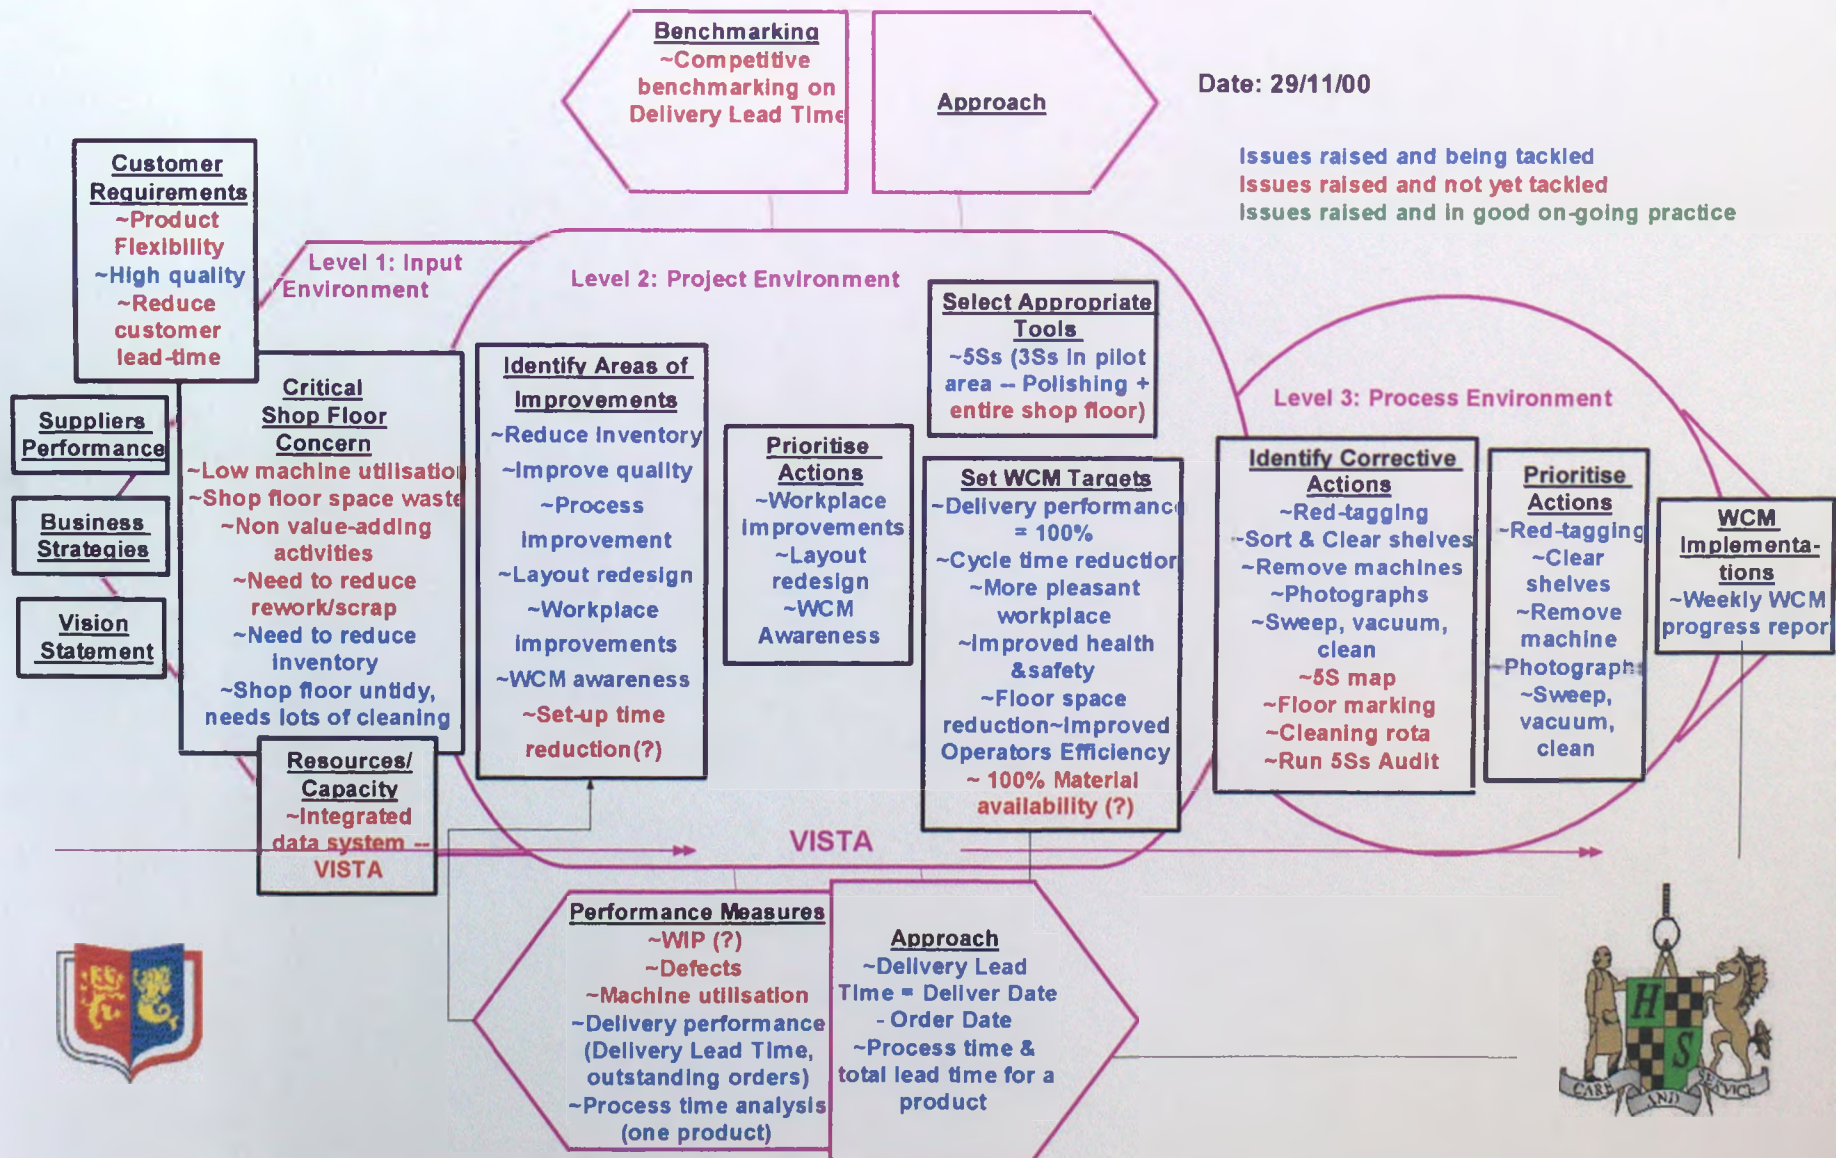 Benchmarking
~Competitive
benchmarking on
Delivery Lead Time
Approach
Date: 29/11/00
Issues raised and being tackled
Issues raised and not yet tackled
Issues raised and in good on-going practice
Customer
Requirements
~Product
Flexibility
~High quality
~Reduce
customer
lead-time
Level 1: Input
Environment
Suppliers
Performance
Business
Strategies
Vision
Statement
Critical
Shop Floor
Concern
~Low machine utilisation
~Shop floor space waste
~Non value-adding
activities
~Need to reduce
rework/scrap
~Need to reduce
inventory
~Shop floor untidy,
needs lots of cleaning
Resources/
Capacity
~Integrated
data system --
VISTA
Level 2: Project Environment
Identify Areas of
Improvements
~Reduce Inventory
~Improve quality
~Process
improvement
~Layout redesign
~Workplace
improvements
~WCM awareness
~Set-up time
reduction(?)
Prioritise
Actions
~Workplace
improvements
~Layout
redesign
~WCM
Awareness
Select Appropriate
Tools
~5Ss (3Ss in pilot
area -- Polishing +
entire shop floor)
Set WCM Targets
~Delivery performance
= 100%
~Cycle time reduction
~More pleasant
workplace
~Improved health
&safety
~Floor space
reduction~Improved
Operators Efficiency
~ 100% Material
availability (?)
Level 3: Process Environment
Identify Corrective
Actions
~Red-tagging
~Sort & Clear shelves
~Remove machines
~Photographs
~Sweep, vacuum,
clean
~5S map
~Floor marking
~Cleaning rota
~Run 5Ss Audit
Prioritise
Actions
~Red-tagging
~Clear
shelves
~Remove
machine
~Photographs
~Sweep,
vacuum,
clean
WCM
Implementa-
tions
~Weekly WCM
progress repor
VISTA
Performance Measures
~WIP (?)
~Defects
~Machine utilisation
~Delivery performance
(Delivery Lead Time,
outstanding orders)
~Process time analysis
(one product)
Approach
~Delivery Lead
Time = Deliver Date
- Order Date
~Process time &
total lead time for a
product
H
S
CARE AND SERVICE